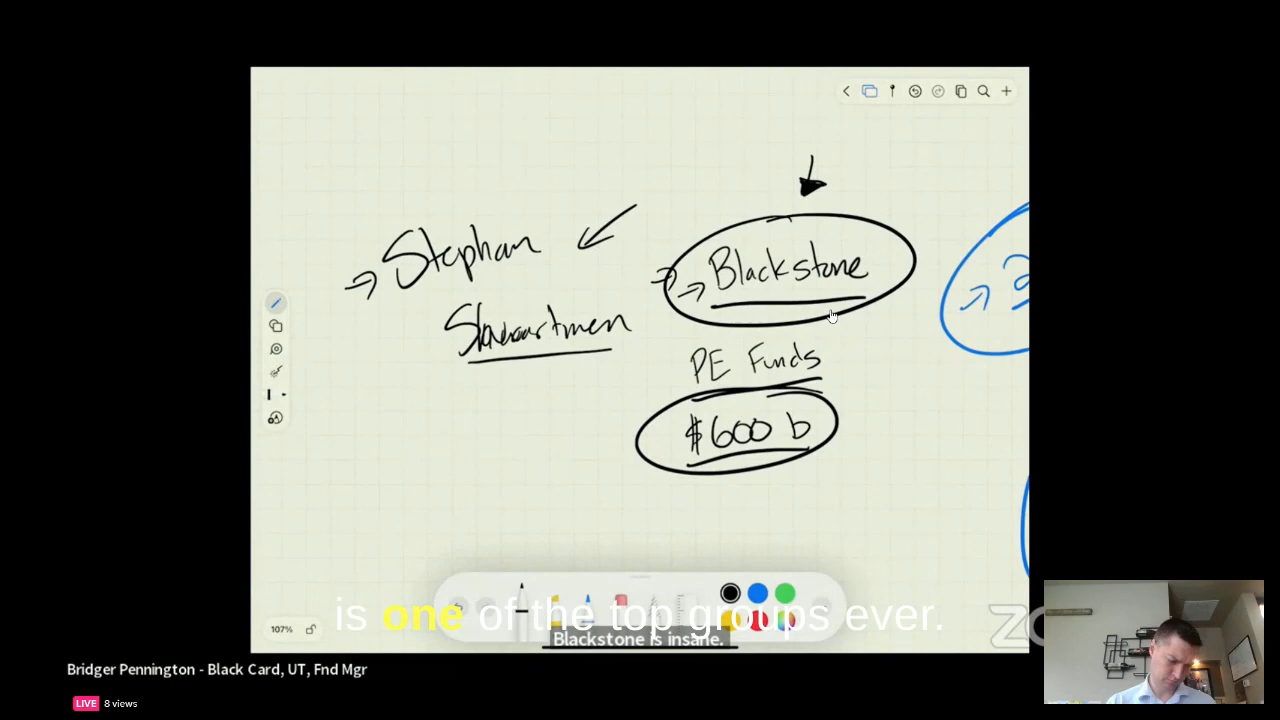 Stephan
Blackstone
PE Funds
$600 b
107%
is one of the top groups ever.
Blackstone is insane.
Bridger Pennington - Black Card, UT, Fnd Mgr
LIVE 8 views